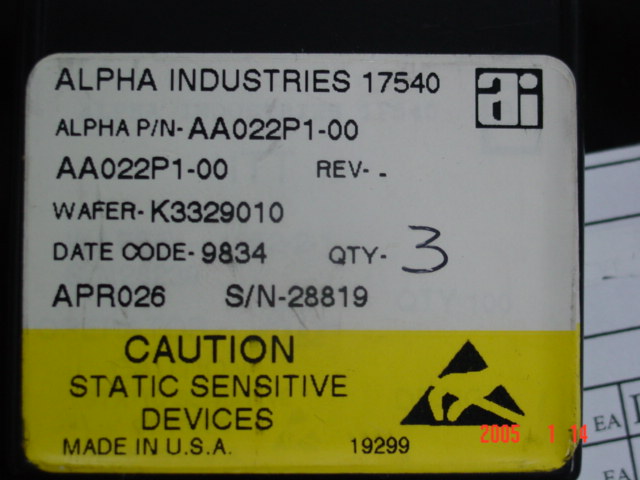 ALPHA INDUSTRIES 17540
ai
ALPHA P/N- AA022P1-00
AA022P1-00 REV- -
WAFER- K3329010
DATE CODE- 9834 QTY- 3
APR026 S/N-28819
CAUTION
STATIC SENSITIVE
DEVICES
MADE IN U.S.A. 19299
2005 1 14
EA
EA